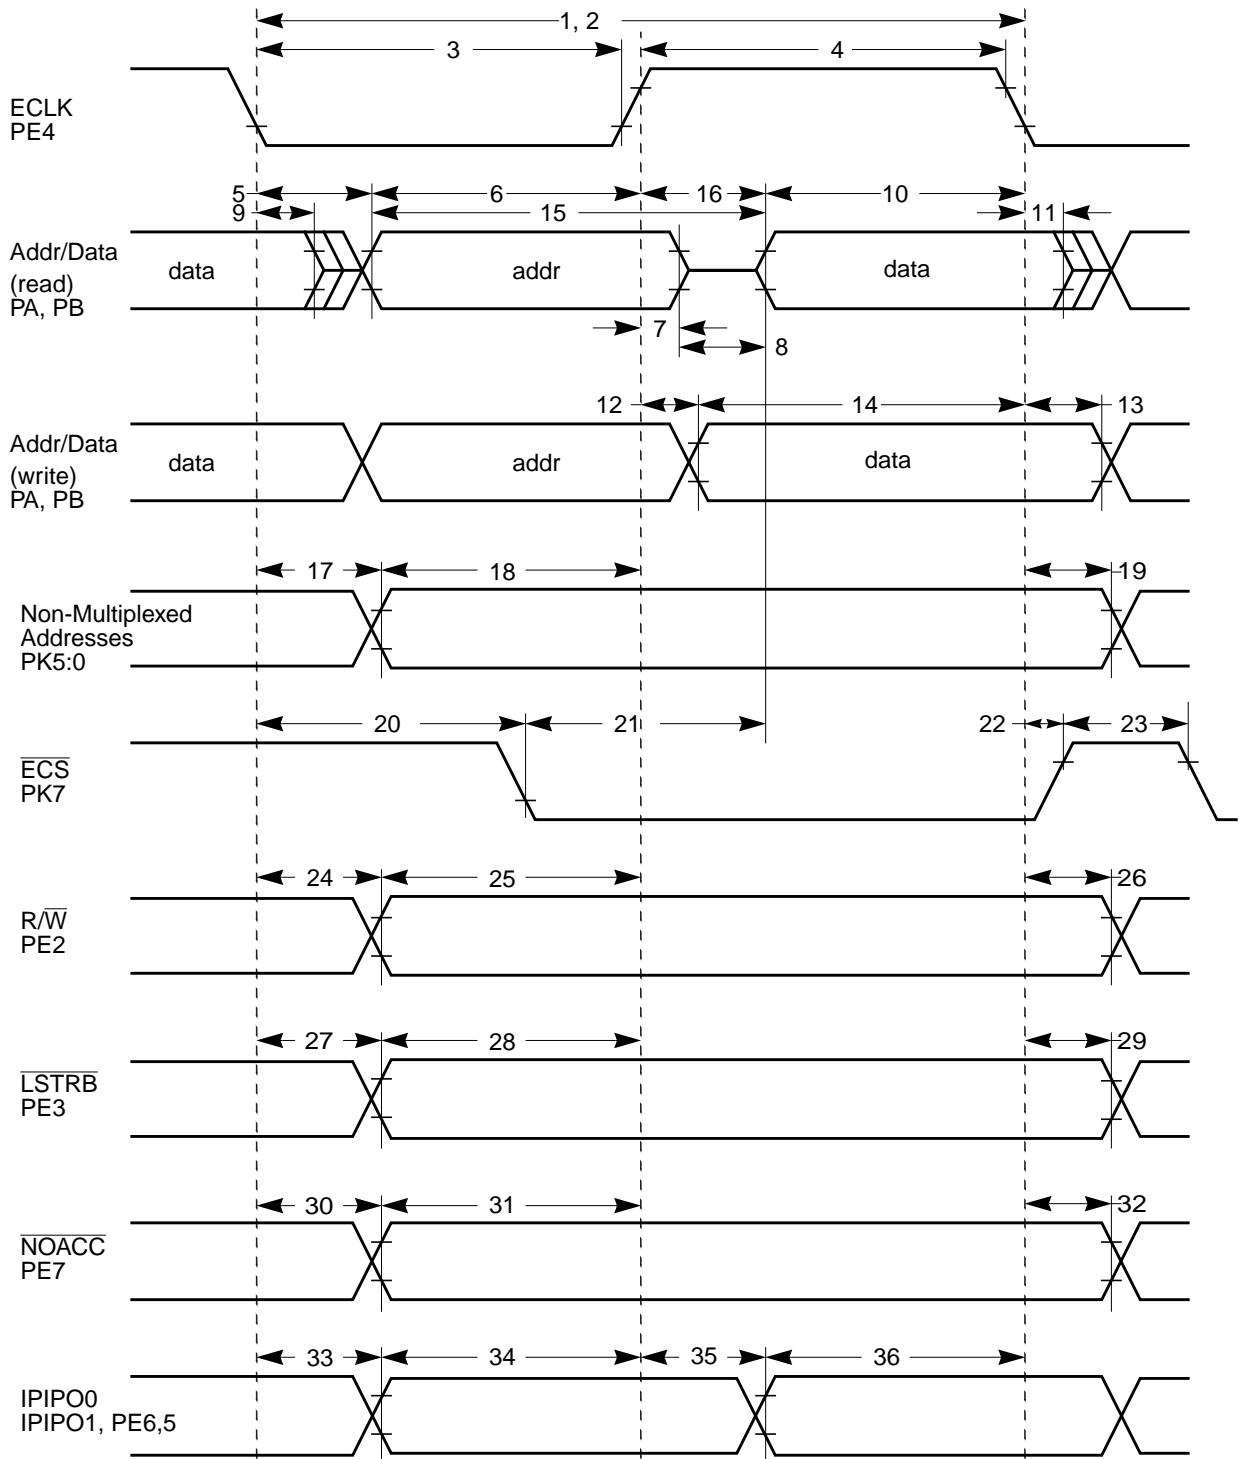 1, 2
3
4
ECLK
PE4
5
6
16
10
9
15
11
Addr/Data
(read)
PA, PB
data
addr
data
7
8
12
14
13
Addr/Data
(write)
PA, PB
data
addr
data
17
18
19
Non-Multiplexed
Addresses
PK5:0
20
21
22
23
ECS
PK7
24
25
26
R/W
PE2
27
28
29
LSTRB
PE3
30
31
32
NOACC
PE7
33
34
35
36
IPIPO0
IPIPO1, PE6,5